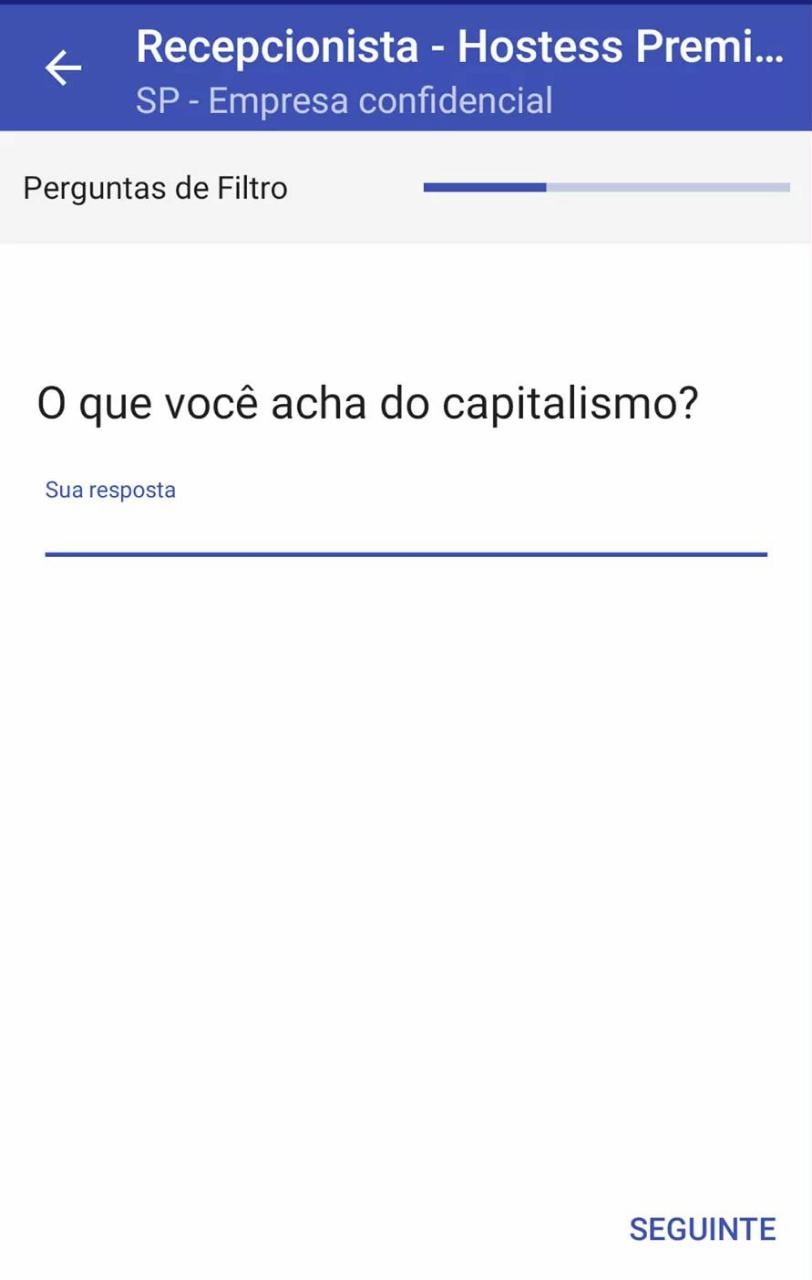 Recepcionista - Hostess Premi...
SP - Empresa confidencial
Perguntas de Filtro
O que você acha do capitalismo?
Sua resposta
SEGUINTE